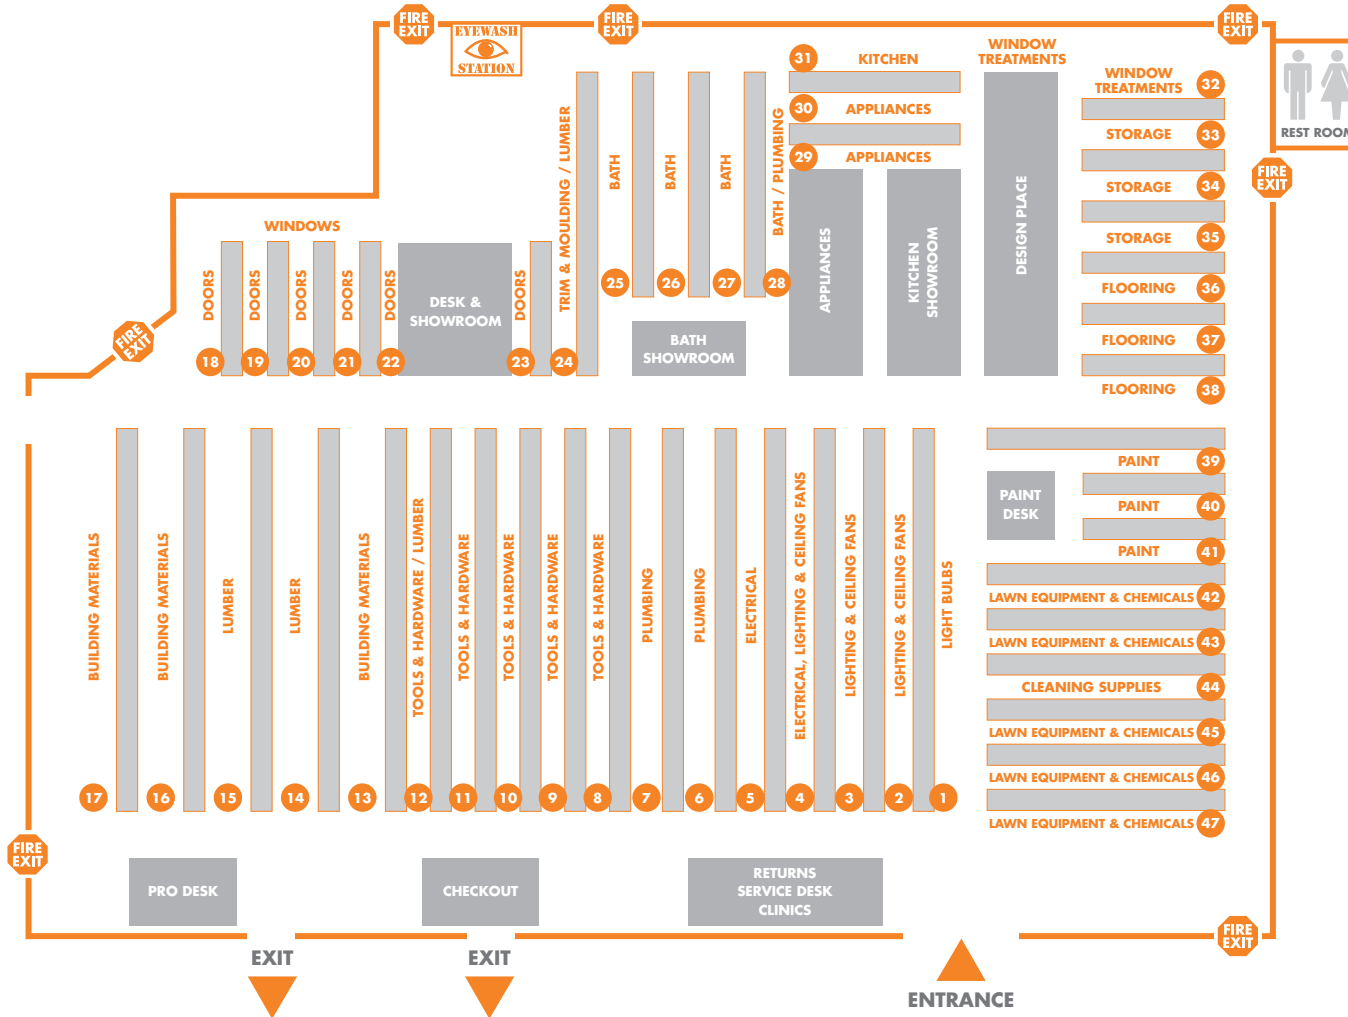 FIRE
EXIT
FIRE
EXIT
FIRE
EXIT
EYEWASH
STATION
REST ROOM
FIRE
EXIT
FIRE
EXIT
WINDOWS
DOORS
18
DOORS
19
DOORS
20
DOORS
21
DOORS
22
DESK &
SHOWROOM
DOORS
23
TRIM & MOULDING / LUMBER
24
BATH
25
BATH
26
BATH
27
BATH / PLUMBING
28
BATH
SHOWROOM
31
KITCHEN
30
APPLIANCES
29
APPLIANCES
APPLIANCES
KITCHEN
SHOWROOM
WINDOW
TREATMENTS
DESIGN PLACE
WINDOW
TREATMENTS
32
STORAGE
33
STORAGE
34
STORAGE
35
FLOORING
36
FLOORING
37
FLOORING
38
BUILDING MATERIALS
17
BUILDING MATERIALS
16
LUMBER
15
LUMBER
14
BUILDING MATERIALS
13
TOOLS & HARDWARE / LUMBER
12
TOOLS & HARDWARE
11
TOOLS & HARDWARE
10
TOOLS & HARDWARE
9
TOOLS & HARDWARE
8
PLUMBING
7
PLUMBING
6
ELECTRICAL
5
ELECTRICAL, LIGHTING & CEILING FANS
4
LIGHTING & CEILING FANS
3
LIGHTING & CEILING FANS
2
LIGHT BULBS
1
PAINT
39
PAINT
DESK
PAINT
40
PAINT
41
LAWN EQUIPMENT & CHEMICALS
42
LAWN EQUIPMENT & CHEMICALS
43
CLEANING SUPPLIES
44
LAWN EQUIPMENT & CHEMICALS
45
LAWN EQUIPMENT & CHEMICALS
46
LAWN EQUIPMENT & CHEMICALS
47
FIRE
EXIT
PRO DESK
CHECKOUT
RETURNS
SERVICE DESK
CLINICS
FIRE
EXIT
EXIT
EXIT
ENTRANCE